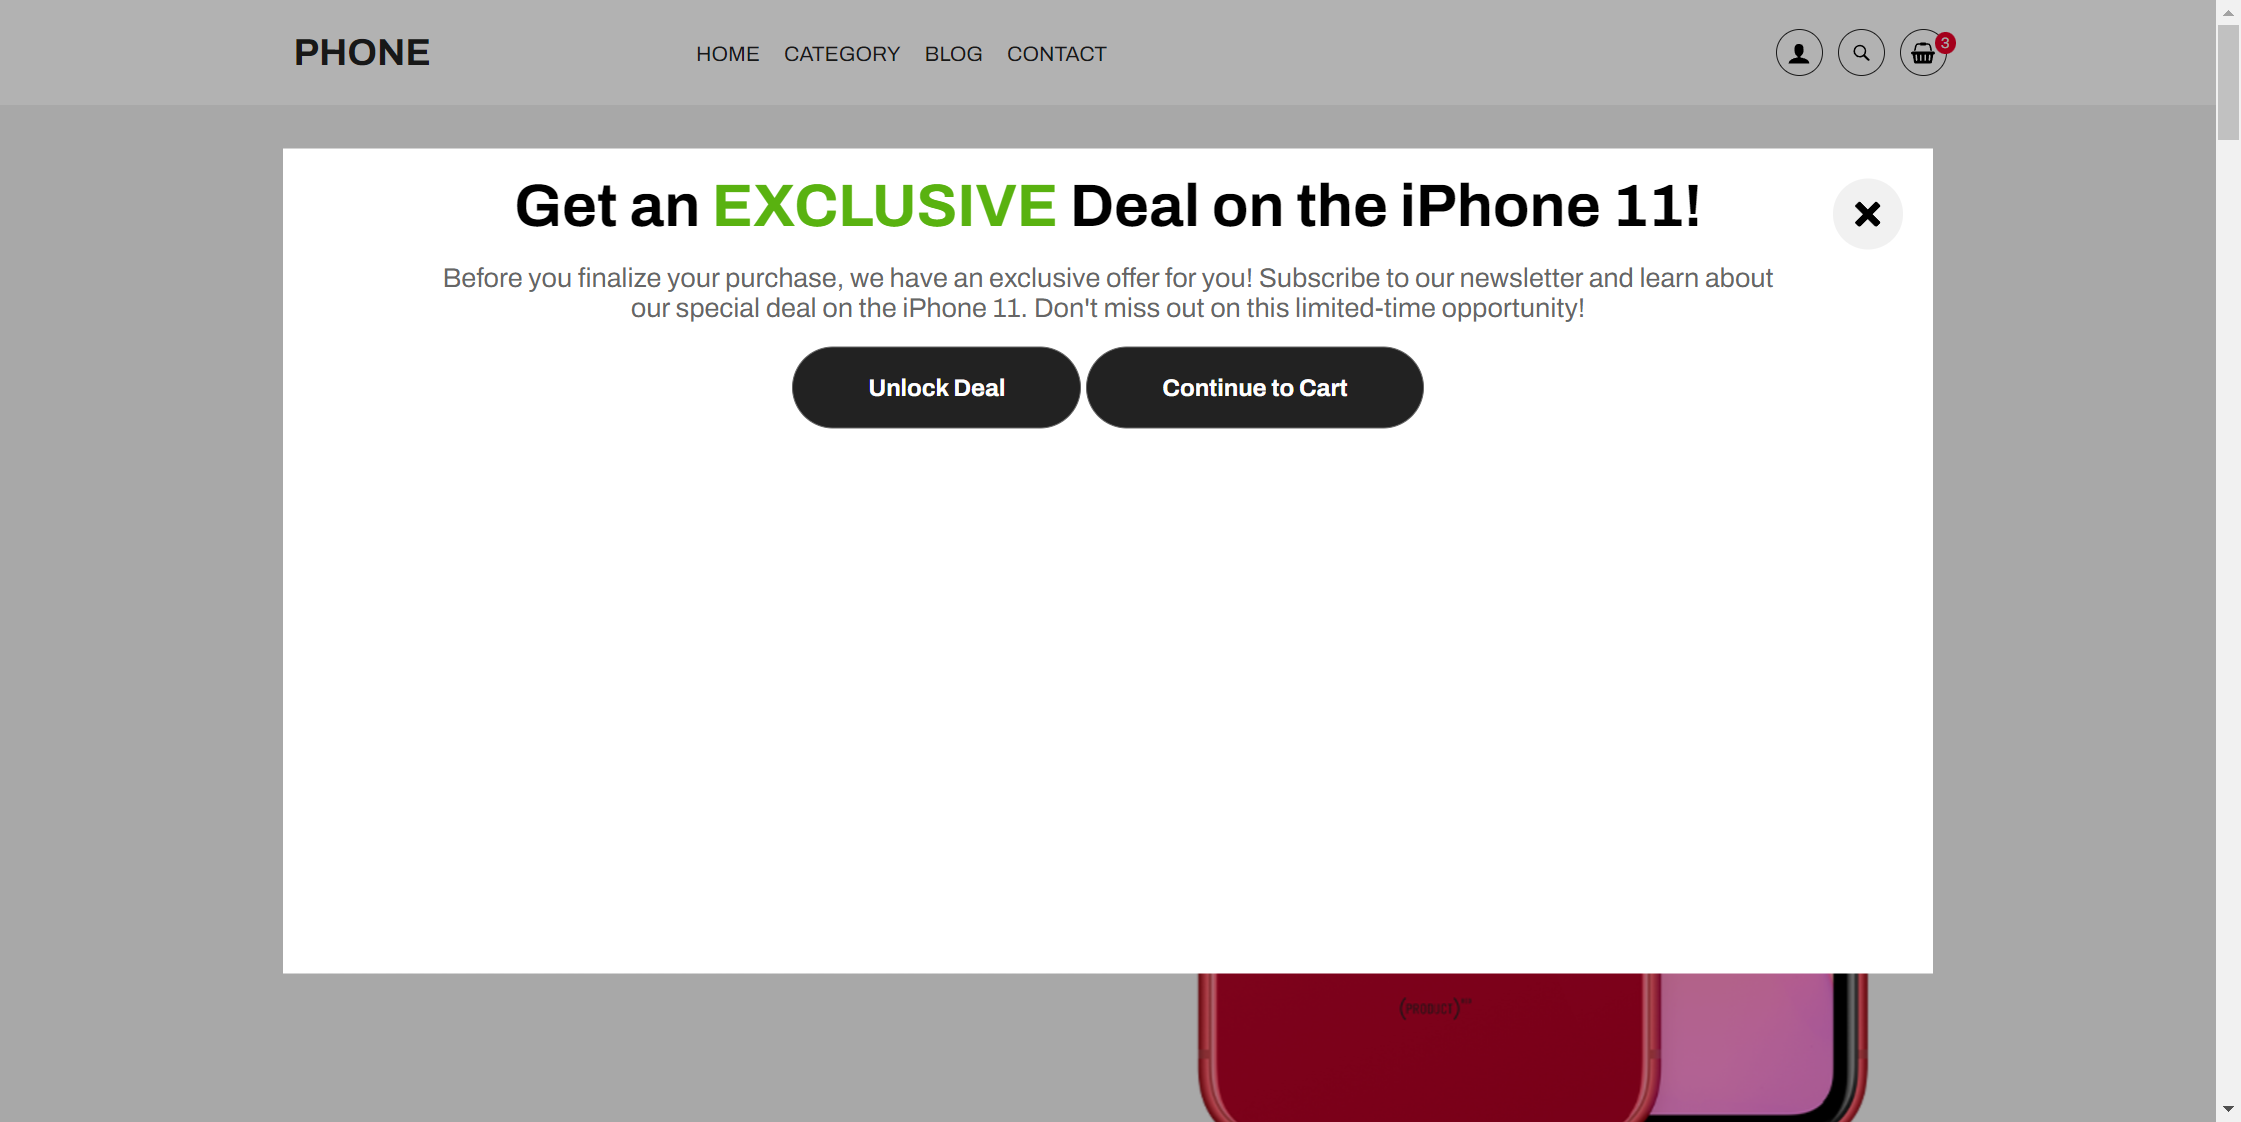 PHONE
HOME CATEGORY BLOG CONTACT
3
Get an EXCLUSIVE Deal on the iPhone 11!
Before you finalize your purchase, we have an exclusive offer for you! Subscribe to our newsletter and learn about
our special deal on the iPhone 11. Don't miss out on this limited-time opportunity!
Unlock Deal Continue to Cart
(PRODUCT)